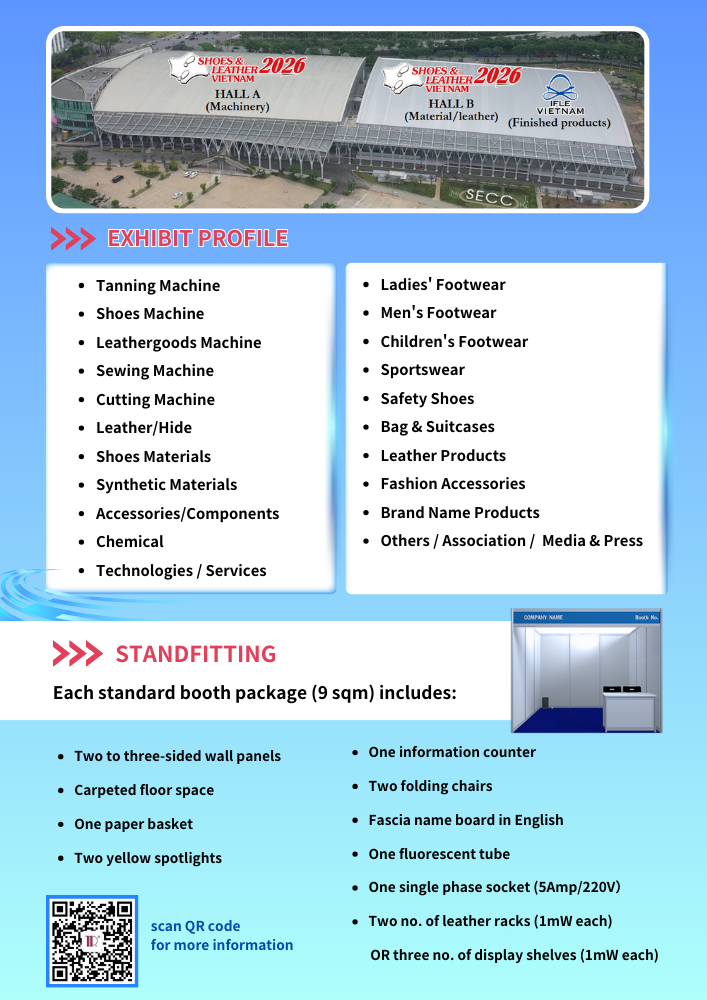 SHOES &
LEATHER 2026
VIETNAM
HALL A
(Machinery)
SHOES &
LEATHER 2026
VIETNAM
HALL B
(Material/leather)
IFLE
VIETNAM
(Finished products)
SECC
EXHIBIT PROFILE
• Tanning Machine
• Shoes Machine
• Leathergoods Machine
• Sewing Machine
• Cutting Machine
• Leather/Hide
• Shoes Materials
• Synthetic Materials
• Accessories/Components
• Chemical
• Technologies / Services
• Ladies' Footwear
• Men's Footwear
• Children's Footwear
• Sportswear
• Safety Shoes
• Bag & Suitcases
• Leather Products
• Fashion Accessories
• Brand Name Products
• Others / Association / Media & Press
STANDFITTING
Each standard booth package (9 sqm) includes:
COMPANY NAME Booth No.
• Two to three-sided wall panels
• Carpeted floor space
• One paper basket
• Two yellow spotlights
• One information counter
• Two folding chairs
• Fascia name board in English
• One fluorescent tube
• One single phase socket (5Amp/220V)
• Two no. of leather racks (1mW each)
OR three no. of display shelves (1mW each)
scan QR code
for more information